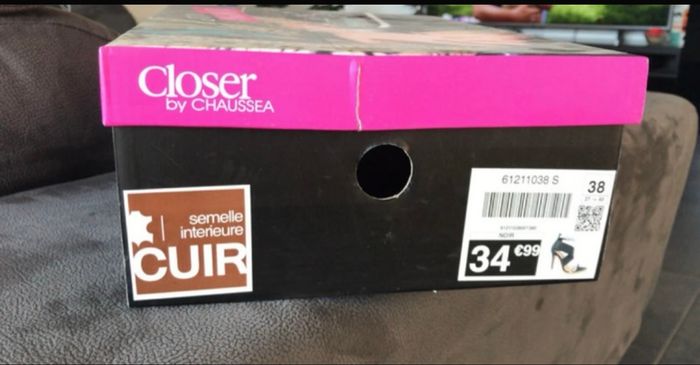 Closer
by CHAUSSEA
semelle
interieure
CUIR
61211038 S
38
NOIR
34 €99